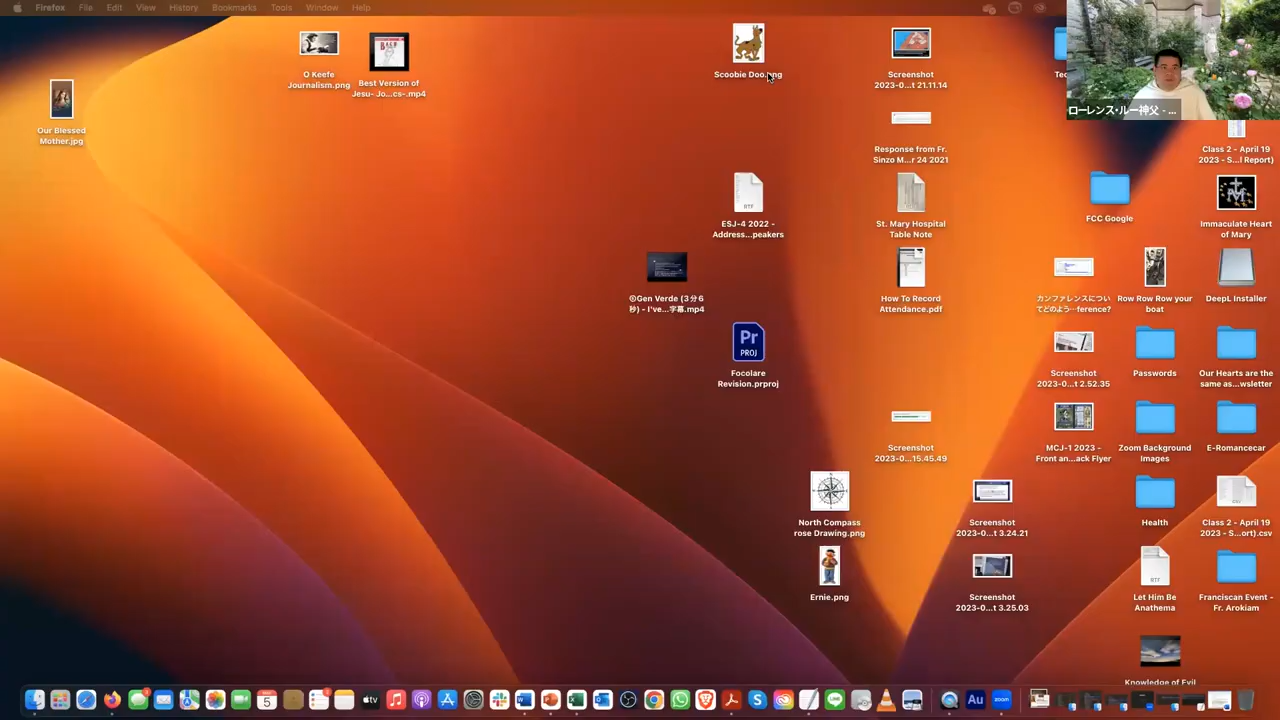 Firefox File Edit View History Bookmarks Tools Window Help
O Keefe
Journalism.png
Best Version of
Jesu- Jo...cs-.mp4
Our Blessed
Mother.jpg
Scoobie Doo.png
Screenshot
2023-0...t 21.11.14
ローレンス・ルー神父 - ...
Response from Fr.
Sinzo M...r 24 2021
Class 2 - April 19
2023 - S...l Report)
ESJ-4 2022 -
Address...peakers
St. Mary Hospital
Table Note
FCC Google
Immaculate Heart
of Mary
⓪Gen Verde (3分6
秒) - I've...字幕.mp4
How To Record
Attendance.pdf
カンファレンスについ
てどのよう…ference?
Row Row Row your
boat
DeepL Installer
Pr
PROJ
Focolare
Revision.prproj
Screenshot
2023-0...t 2.52.35
Passwords
Our Hearts are the
same as...wsletter
Screenshot
2023-0...15.45.49
MCJ-1 2023 -
Front an...ack Flyer
Zoom Background
Images
E-Romancecar
North Compass
rose Drawing.png
Screenshot
2023-0...t 3.24.21
Health
Class 2 - April 19
2023 - S...ort).csv
Ernie.png
Screenshot
2023-0...t 3.25.03
RTF
Let Him Be
Anathema
Franciscan Event -
Fr. Arokiam
Knowledge of Evil
5
tv
Au
zoom